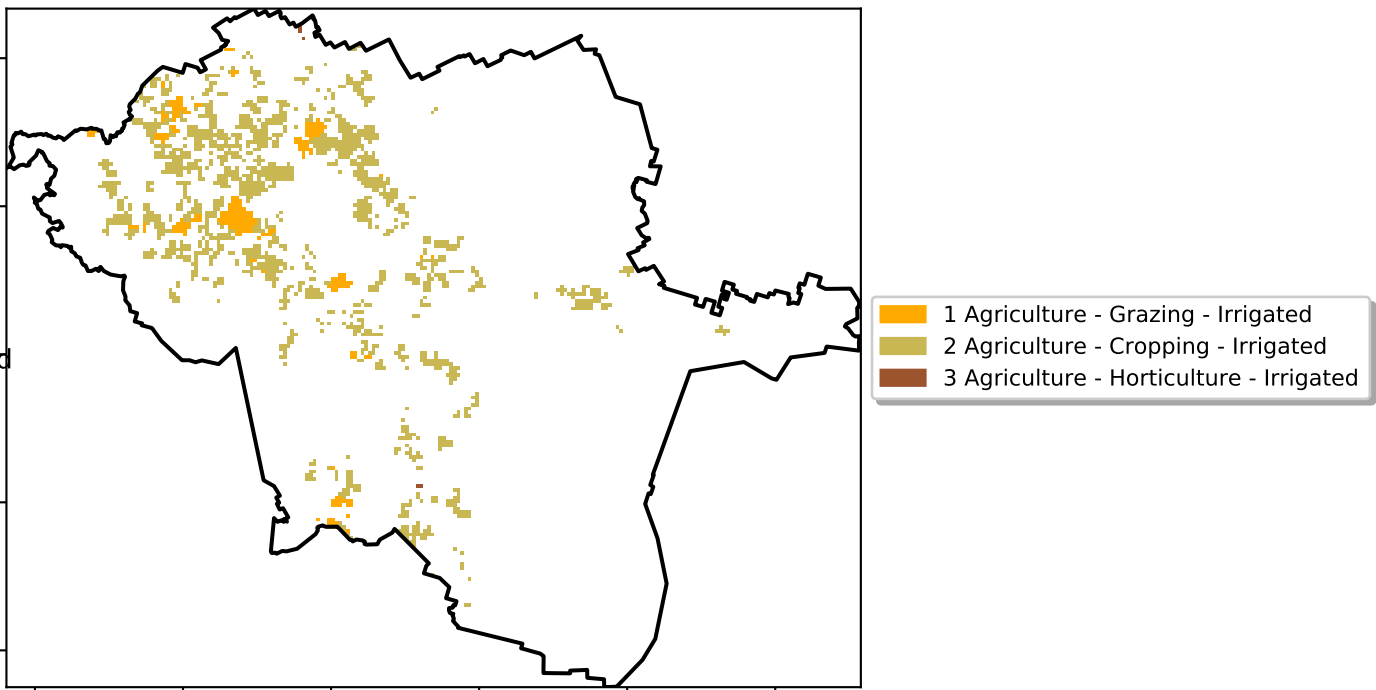 1 Agriculture - Grazing - Irrigated
2 Agriculture - Cropping - Irrigated
3 Agriculture - Horticulture - Irrigated